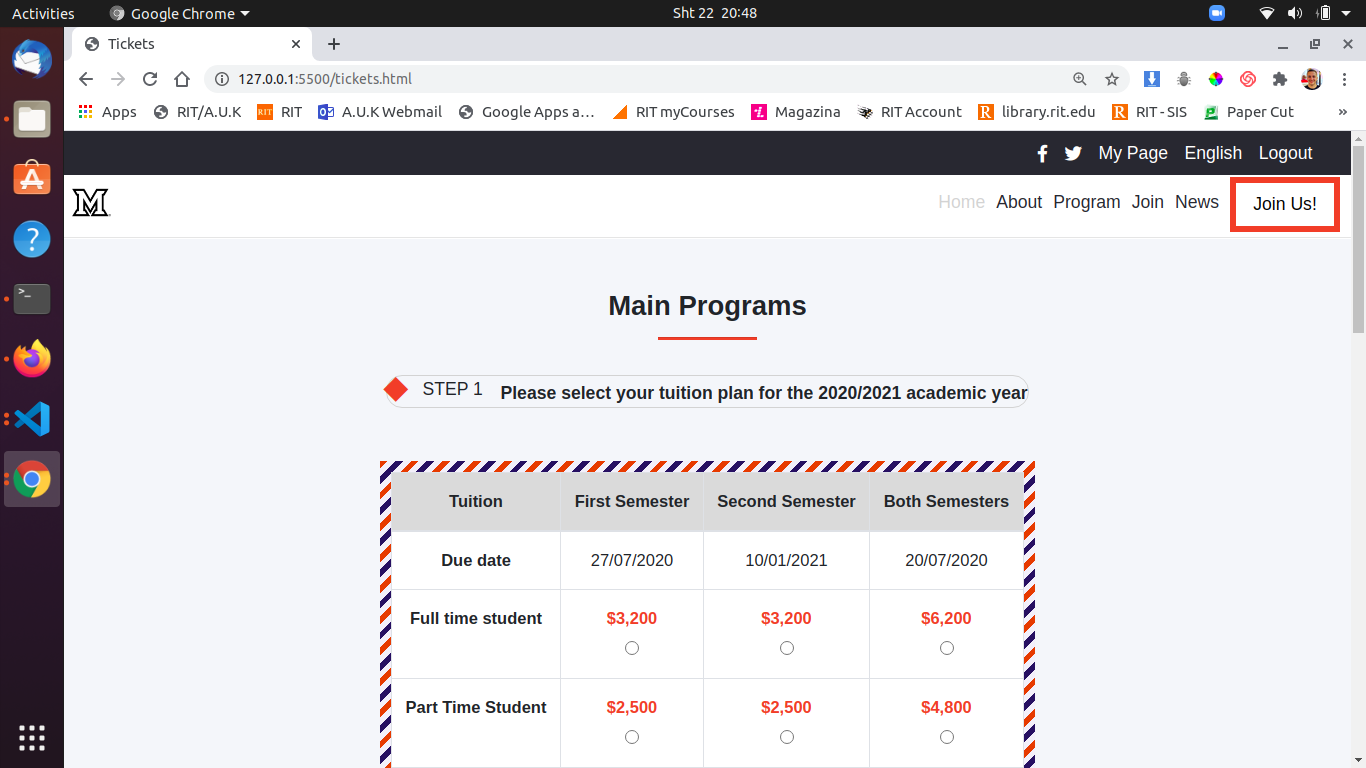 Activities Google Chrome Sht 22 20:48
Tickets
127.0.0.1:5500/tickets.html
Apps RIT/A.U.K RIT A.U.K Webmail Google Apps a... RIT myCourses Magazina RIT Account library.rit.edu RIT - SIS Paper Cut »
My Page English Logout
M Home About Program Join News Join Us!
Main Programs
STEP 1 Please select your tuition plan for the 2020/2021 academic year
Tuition First Semester Second Semester Both Semesters
Due date 27/07/2020 10/01/2021 20/07/2020
Full time student $3,200 $3,200 $6,200
Part Time Student $2,500 $2,500 $4,800